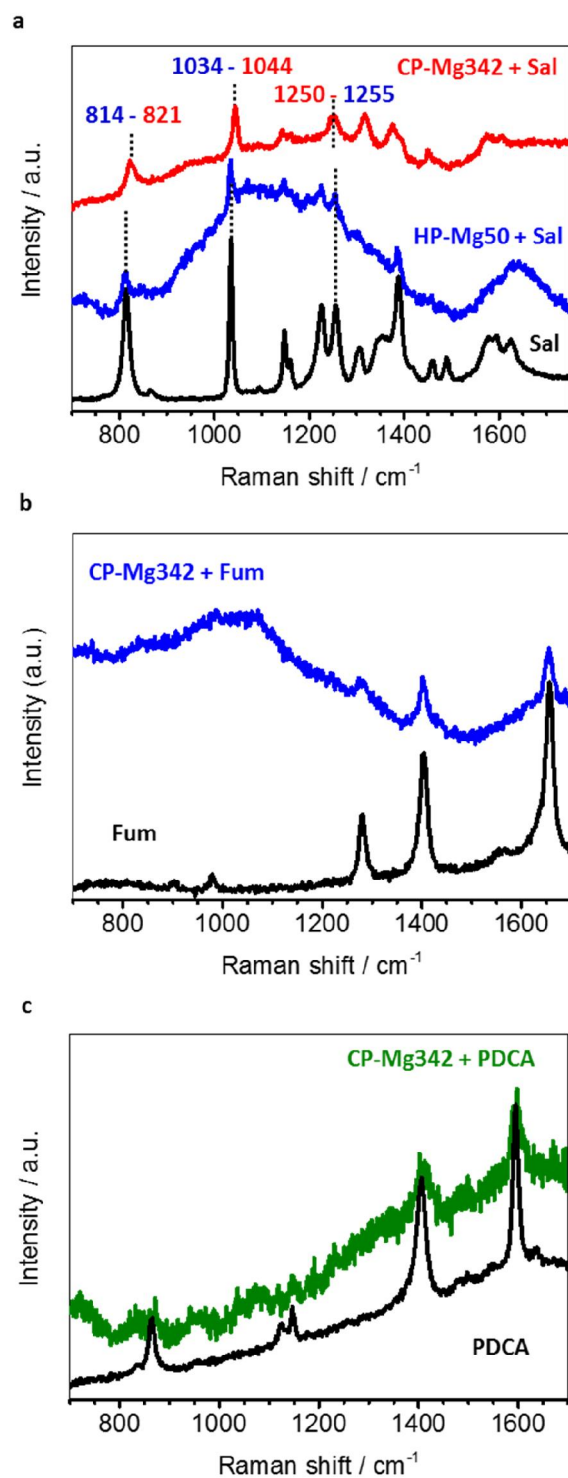 a
1034 - 1044
CP-Mg342 + Sal
814 - 821
1250 - 1255
HP-Mg50 + Sal
Sal
Intensity / a.u.
800 1000 1200 1400 1600
Raman shift / cm-1
b
CP-Mg342 + Fum
Fum
Intensity (a.u.)
800 1000 1200 1400 1600
Raman shift / cm-1
c
CP-Mg342 + PDCA
PDCA
Intensity / a.u.
800 1000 1200 1400 1600
Raman shift / cm-1